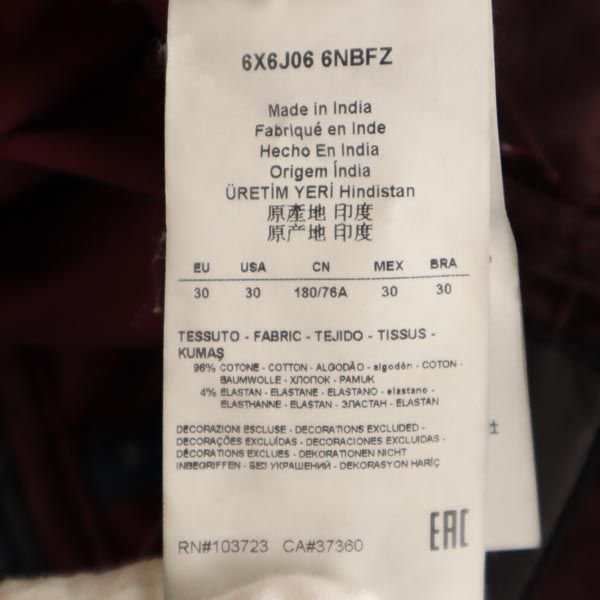 6X6J06 6NBFZ
Made in India
Fabriqué en Inde
Hecho En India
Origem Índia
ÜRETİM YERİ Hindistan
原產地 印度
原产地 印度
EU USA CN MEX BRA
30 30 180/76A 30 30
TESSUTO - FABRIC - TEJIDO - TISSUS -
KUMAŞ
96% COTONE - COTTON - ALGODÃO - algodón - COTON -
BAUMWOLLE - ХЛОПОК - PAMUK
4% ELASTAN - ELASTANE - ELASTANO - elastano -
ELASTHANNE - ELASTAN - ЭЛАСТАН - ELASTAN
DECORAZIONI ESCLUSE - DECORATIONS EXCLUDED -
DECORAÇÕES EXCLUÍDAS - DECORACIONES EXCLUIDAS -
DÉCORATIONS EXCLUES - DEKORATIONEN NICHT
INBEGRIFFEN - БЕЗ УКРАШЕНИЙ - DEKORASYON HARİÇ
RN#103723 CA#37360
EAC